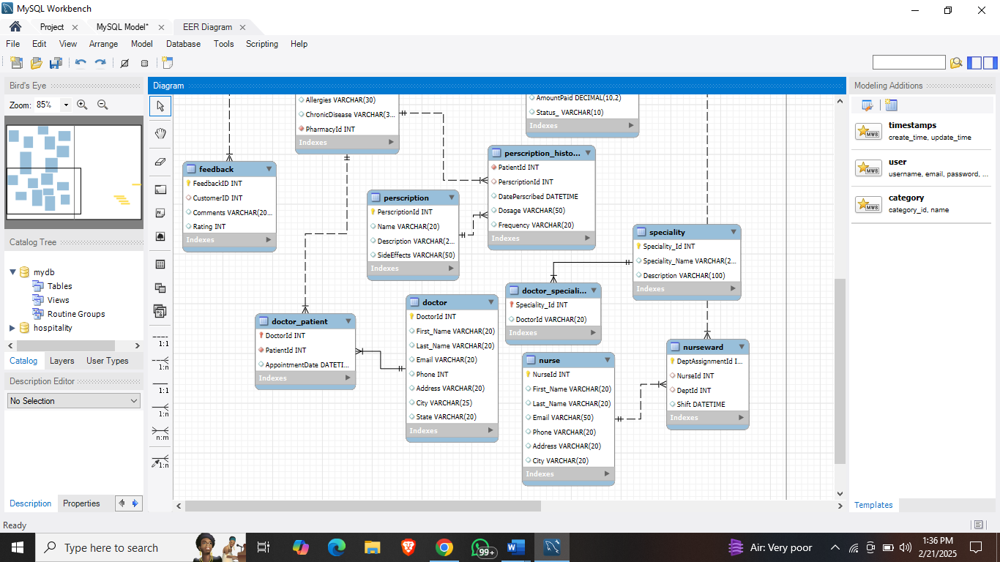 MySQL Workbench
Project
MySQL Model*
EER Diagram
File Edit View Arrange Model Database Tools Scripting Help
Bird's Eye
Zoom: 85%
Catalog Tree
mydb
Tables
Views
Routine Groups
hospitality
Catalog Layers User Types
Description Editor
No Selection
Description Properties
Ready
Diagram
1:1
1:n
1:1
1:n
n:m
1:n
Allergies VARCHAR(30)
ChronicDisease VARCHAR(3...
PharmacyId INT
Indexes
AmountPaid DECIMAL(10,2)
Status_ VARCHAR(10)
Indexes
feedback
FeedbackID INT
CustomerID INT
Comments VARCHAR(20...
Rating INT
Indexes
perscription
PerscriptionId INT
Name VARCHAR(20)
Description VARCHAR(2...
SideEffects VARCHAR(50)
Indexes
perscription_histo...
PatientId INT
PerscriptionId INT
DatePerscribed DATETIME
Dosage VARCHAR(50)
Frequency VARCHAR(20)
Indexes
speciality
Speciality_Id INT
Speciality_Name VARCHAR(2...
Description VARCHAR(100)
Indexes
doctor_speciali...
Speciality_Id INT
DoctorId VARCHAR(20)
Indexes
doctor_patient
DoctorId INT
PatientId INT
AppointmentDate DATETI...
Indexes
doctor
DoctorId INT
First_Name VARCHAR(20)
Last_Name VARCHAR(20)
Email VARCHAR(20)
Phone INT
Address VARCHAR(20)
City VARCHAR(25)
State VARCHAR(20)
Indexes
nurse
NurseId INT
First_Name VARCHAR(20)
Last_Name VARCHAR(20)
Email VARCHAR(50)
Phone VARCHAR(20)
Address VARCHAR(20)
City VARCHAR(20)
Indexes
nurseward
DeptAssignmentId I...
NurseId INT
DeptId INT
Shift DATETIME
Indexes
Modeling Additions
MWB
timestamps
create_time, update_time
MWB
user
username, email, password, ...
MWB
category
category_id, name
Templates
Type here to search
99+
Air: Very poor
1:36 PM
2/21/2025